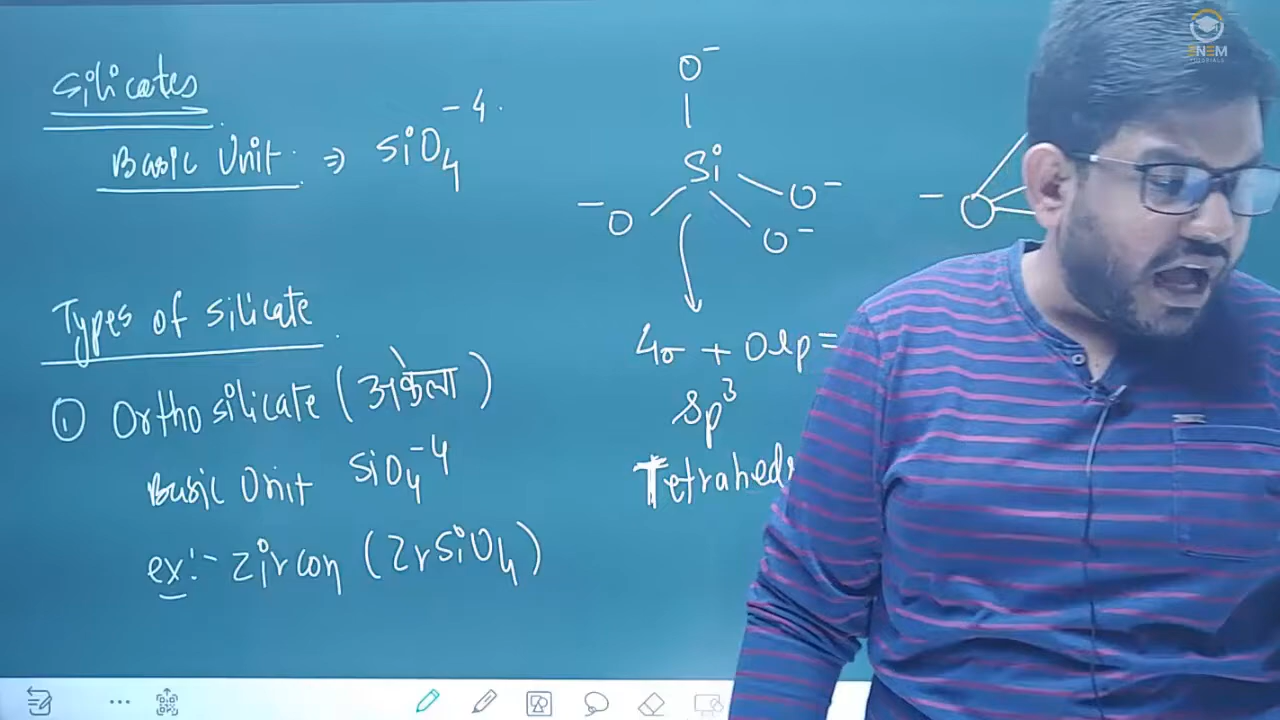 Silicates
Basic Unit ⇒ SiO₄⁻⁴
Types of silicate
① Orthosilicate (अकेला)
Basic Unit SiO₄⁻⁴
ex:- Zircon (ZrSiO₄)
O⁻
Si
⁻O O⁻
O⁻
4σ + 0lp =
sp³
Tetrahed
ENEM